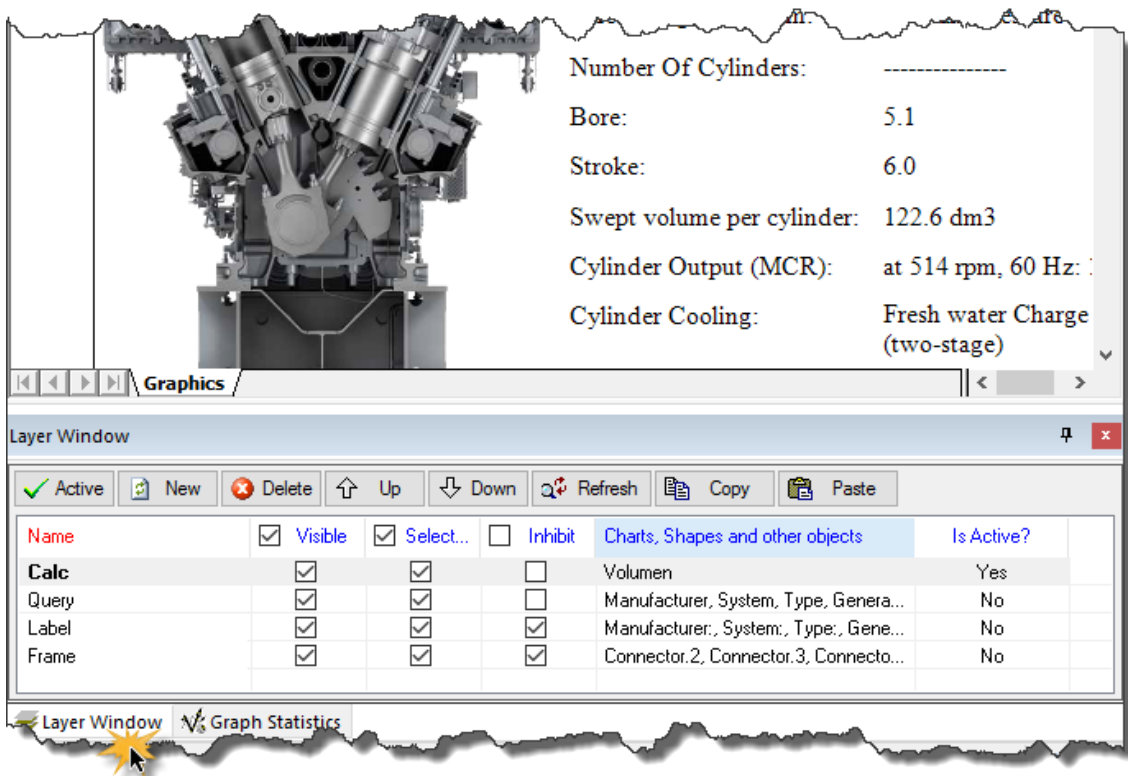 Number Of Cylinders: ---------------
Bore: 5.1
Stroke: 6.0
Swept volume per cylinder: 122.6 dm3
Cylinder Output (MCR): at 514 rpm, 60 Hz:
Cylinder Cooling: Fresh water Charge
(two-stage)
Graphics
Layer Window
Active New Delete Up Down Refresh Copy Paste
Name Visible Select... Inhibit Charts, Shapes and other objects Is Active?
Calc Volumen Yes
Query Manufacturer, System, Type, Genera... No
Label Manufacturer:, System:, Type:, Gene... No
Frame Connector.2, Connector.3, Connecto... No
Layer Window Graph Statistics